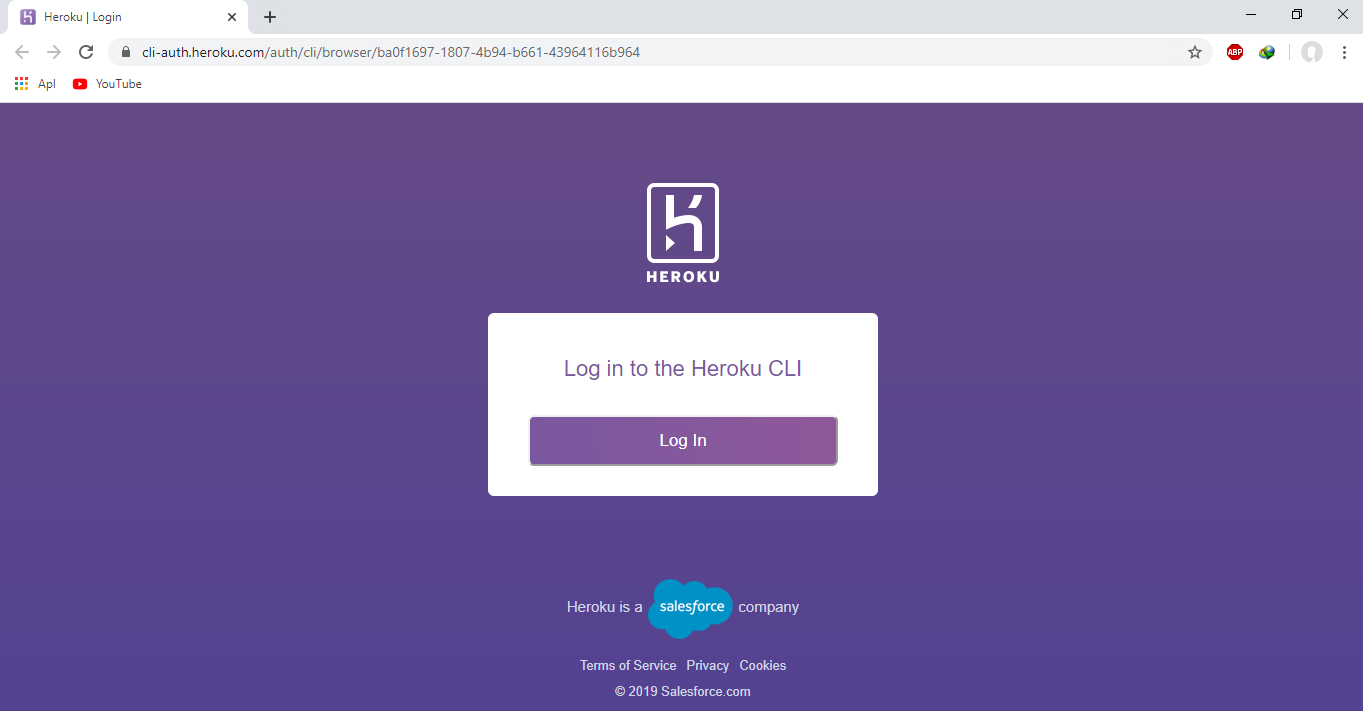 Heroku | Login
cli-auth.heroku.com/auth/cli/browser/ba0f1697-1807-4b94-b661-43964116b964
ABP
Apl YouTube
HEROKU
Log in to the Heroku CLI
Log In
Heroku is a salesforce company
Terms of Service Privacy Cookies
© 2019 Salesforce.com